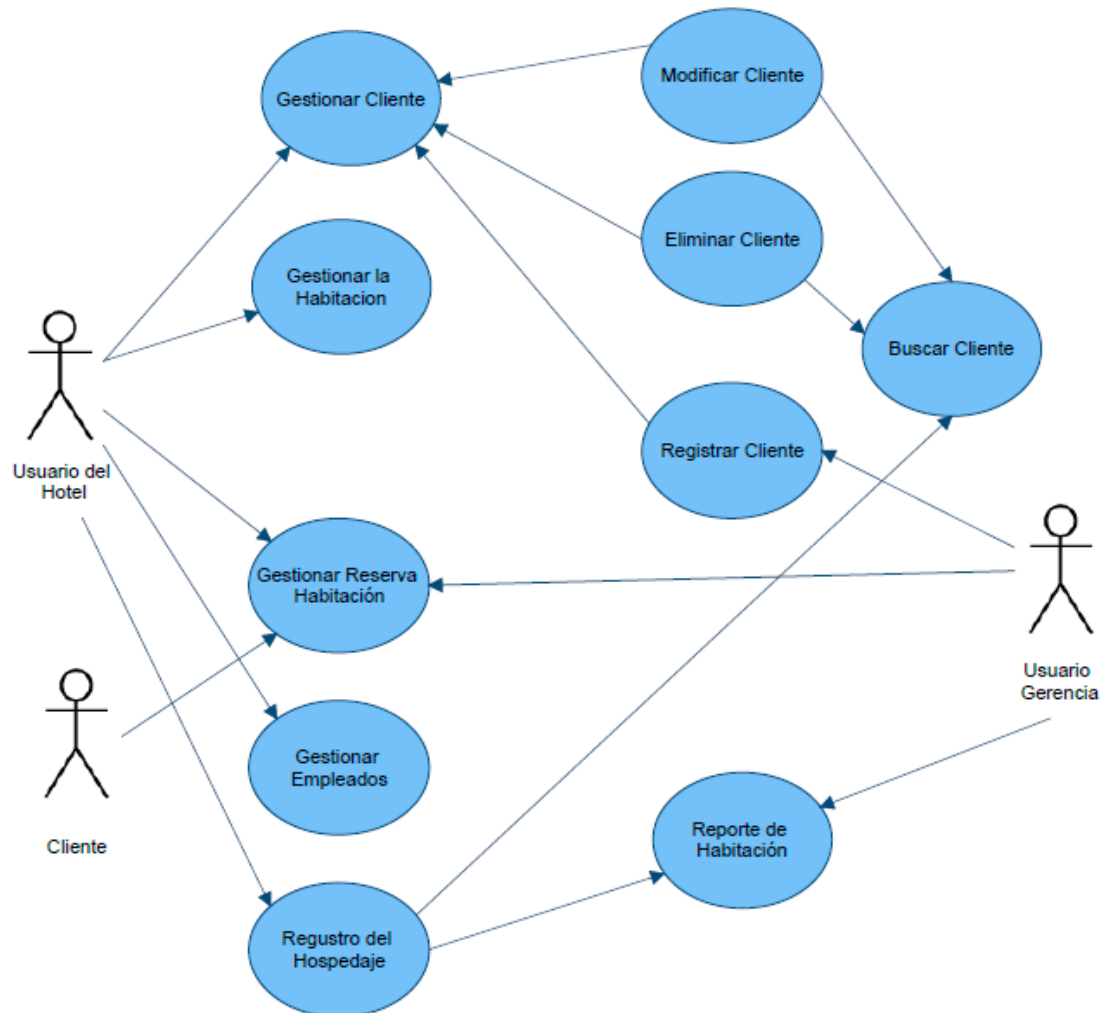 Modificar Cliente
Gestionar Cliente
Eliminar Cliente
Gestionar la
Habitacion
Buscar Cliente
Registrar Cliente
Usuario del
Hotel
Gestionar Reserva
Habitación
Usuario
Gerencia
Gestionar
Empleados
Cliente
Reporte de
Habitación
Regustro del
Hospedaje